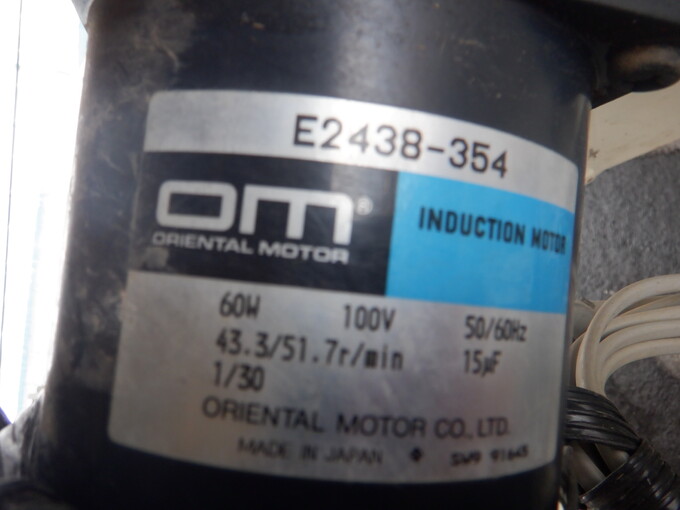 E2438-354
om®
ORIENTAL MOTOR
INDUCTION MOTOR
60W 100V 50/60Hz
43.3/51.7r/min 15µF
1/30
ORIENTAL MOTOR CO., LTD.
MADE IN JAPAN